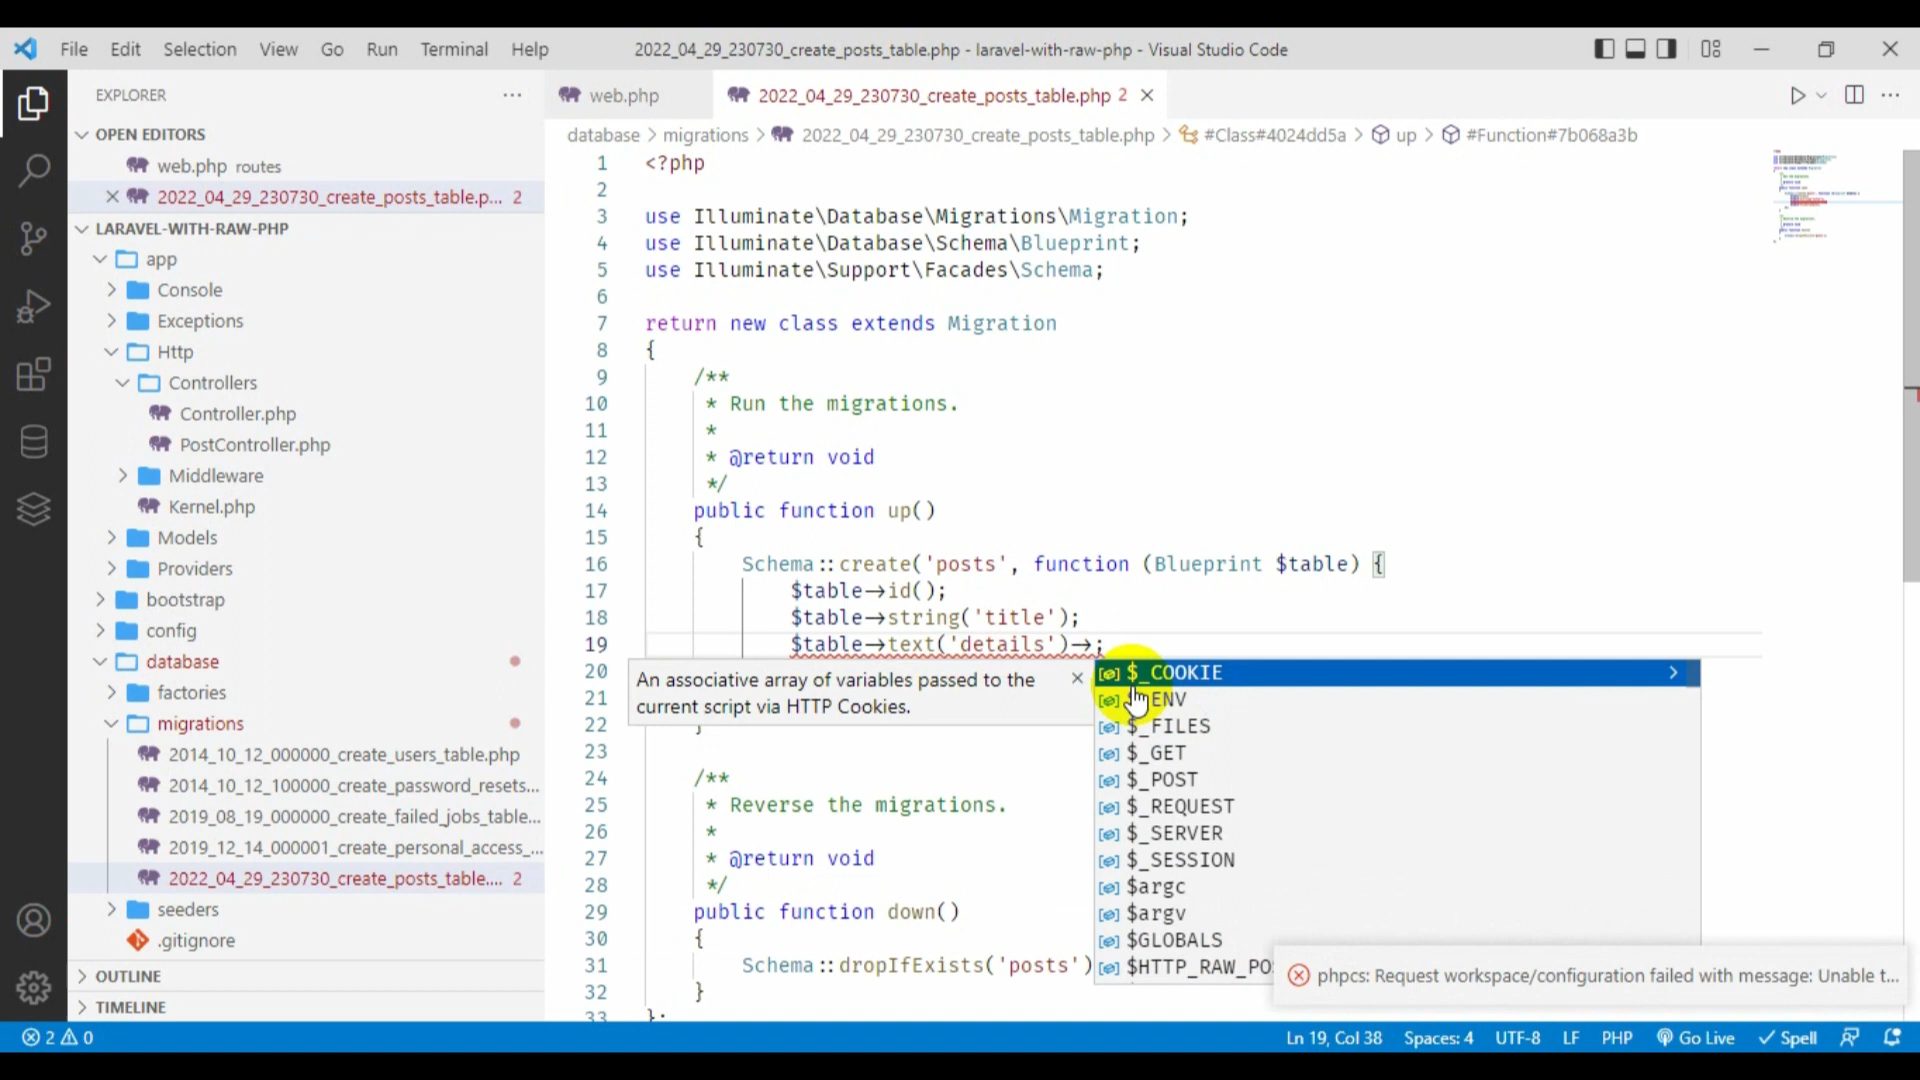 File Edit Selection View Go Run Terminal Help 2022_04_29_230730_create_posts_table.php - laravel-with-raw-php - Visual Studio Code
EXPLORER
OPEN EDITORS
web.php routes
2022_04_29_230730_create_posts_table.p... 2
LARAVEL-WITH-RAW-PHP
app
Console
Exceptions
Http
Controllers
Controller.php
PostController.php
Middleware
Kernel.php
Models
Providers
bootstrap
config
database
factories
migrations
2014_10_12_000000_create_users_table.php
2014_10_12_100000_create_password_resets...
2019_08_19_000000_create_failed_jobs_table...
2019_12_14_000001_create_personal_access_...
2022_04_29_230730_create_posts_table.... 2
seeders
.gitignore
OUTLINE
TIMELINE
web.php 2022_04_29_230730_create_posts_table.php 2
database > migrations > 2022_04_29_230730_create_posts_table.php > #Class#4024dd5a > up > #Function#7b068a3b
1 <?php
2
3 use Illuminate\Database\Migrations\Migration;
4 use Illuminate\Database\Schema\Blueprint;
5 use Illuminate\Support\Facades\Schema;
6
7 return new class extends Migration
8 {
9 /**
10 * Run the migrations.
11 *
12 * @return void
13 */
14 public function up()
15 {
16 Schema::create('posts', function (Blueprint $table) {
17 $table->id();
18 $table->string('title');
19 $table->text('details')->;
20
21
22 }
23
24 /**
25 * Reverse the migrations.
26 *
27 * @return void
28 */
29 public function down()
30 {
31 Schema::dropIfExists('posts')
32 }
33 };
An associative array of variables passed to the
current script via HTTP Cookies.
$_COOKIE
$_ENV
$_FILES
$_GET
$_POST
$_REQUEST
$_SERVER
$_SESSION
$argc
$argv
$GLOBALS
$HTTP_RAW_PO
phpcs: Request workspace/configuration failed with message: Unable t...
2 0 Ln 19, Col 38 Spaces: 4 UTF-8 LF PHP Go Live Spell